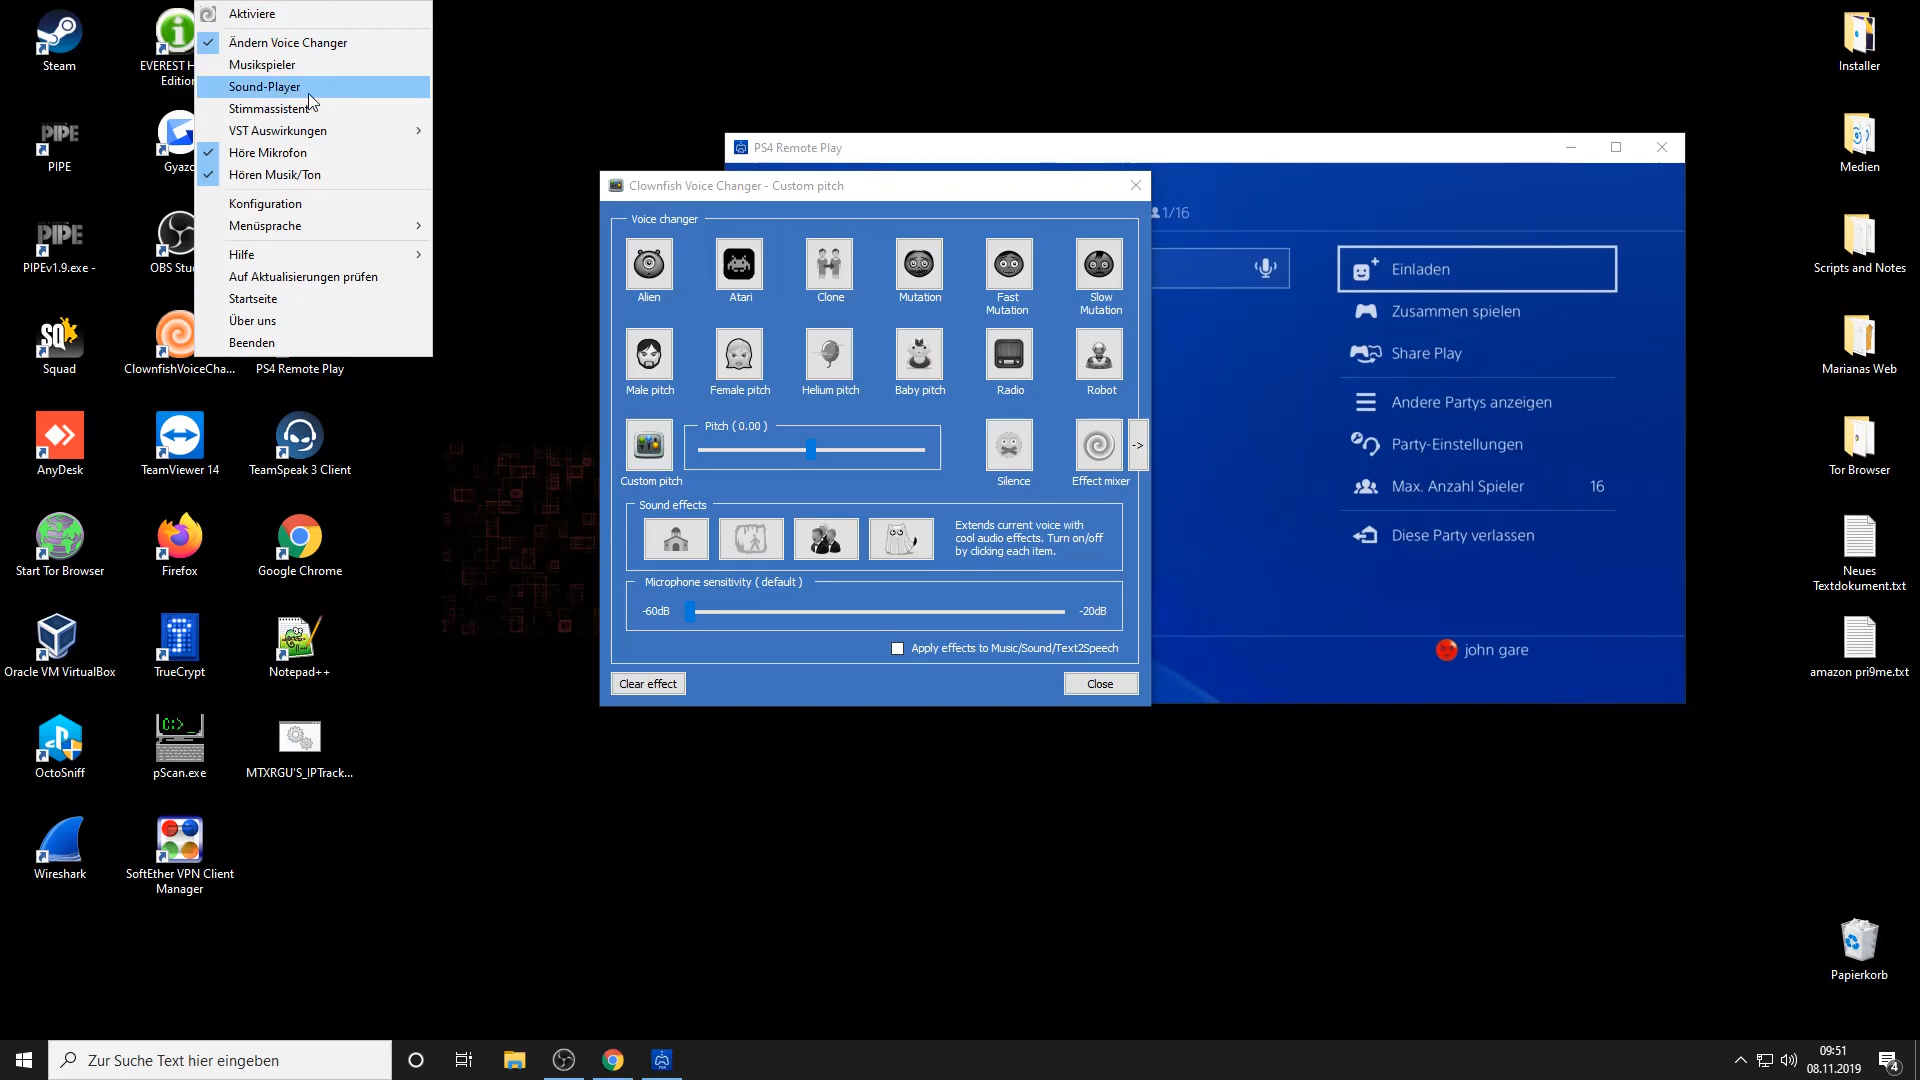 Steam
EVEREST H
Edition
PIPE
Gyazo
PIPEv1.9.exe -
OBS Stu
Squad
ClownfishVoiceCha...
PS4 Remote Play
AnyDesk
TeamViewer 14
TeamSpeak 3 Client
Start Tor Browser
Firefox
Google Chrome
Oracle VM VirtualBox
TrueCrypt
Notepad++
OctoSniff
pScan.exe
MTXRGU'S_IPTrack...
Wireshark
SoftEther VPN Client
Manager
Aktiviere
Ändern Voice Changer
Musikspieler
Sound-Player
Stimmassistent
VST Auswirkungen
Höre Mikrofon
Hören Musik/Ton
Konfiguration
Menüsprache
Hilfe
Auf Aktualisierungen prüfen
Startseite
Über uns
Beenden
Clownfish Voice Changer - Custom pitch
Voice changer
Alien
Atari
Clone
Mutation
Fast
Mutation
Slow
Mutation
Male pitch
Female pitch
Helium pitch
Baby pitch
Radio
Robot
Custom pitch
Pitch ( 0.00 )
Silence
Effect mixer
->
Sound effects
Extends current voice with
cool audio effects. Turn on/off
by clicking each item.
Microphone sensitivity ( default )
-60dB
-20dB
Apply effects to Music/Sound/Text2Speech
Clear effect
Close
PS4 Remote Play
1/16
Einladen
Zusammen spielen
Share Play
Andere Partys anzeigen
Party-Einstellungen
Max. Anzahl Spieler 16
Diese Party verlassen
john gare
Installer
Medien
Scripts and Notes
Marianas Web
Tor Browser
Neues
Textdokument.txt
amazon pri9me.txt
Papierkorb
Zur Suche Text hier eingeben
09:51
08.11.2019
4